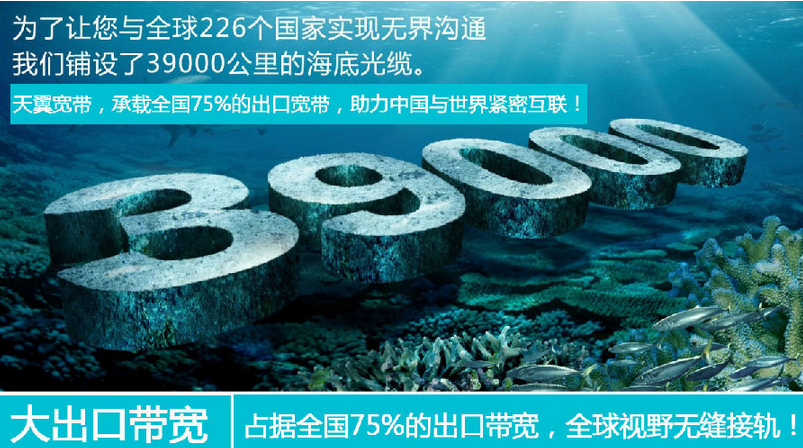 为了让您与全球226个国家实现无界沟通
我们铺设了39000公里的海底光缆。
天翼宽带，承载全国75%的出口宽带，助力中国与世界紧密互联！
39000
大出口带宽
占据全国75%的出口带宽，全球视野无缝接轨！